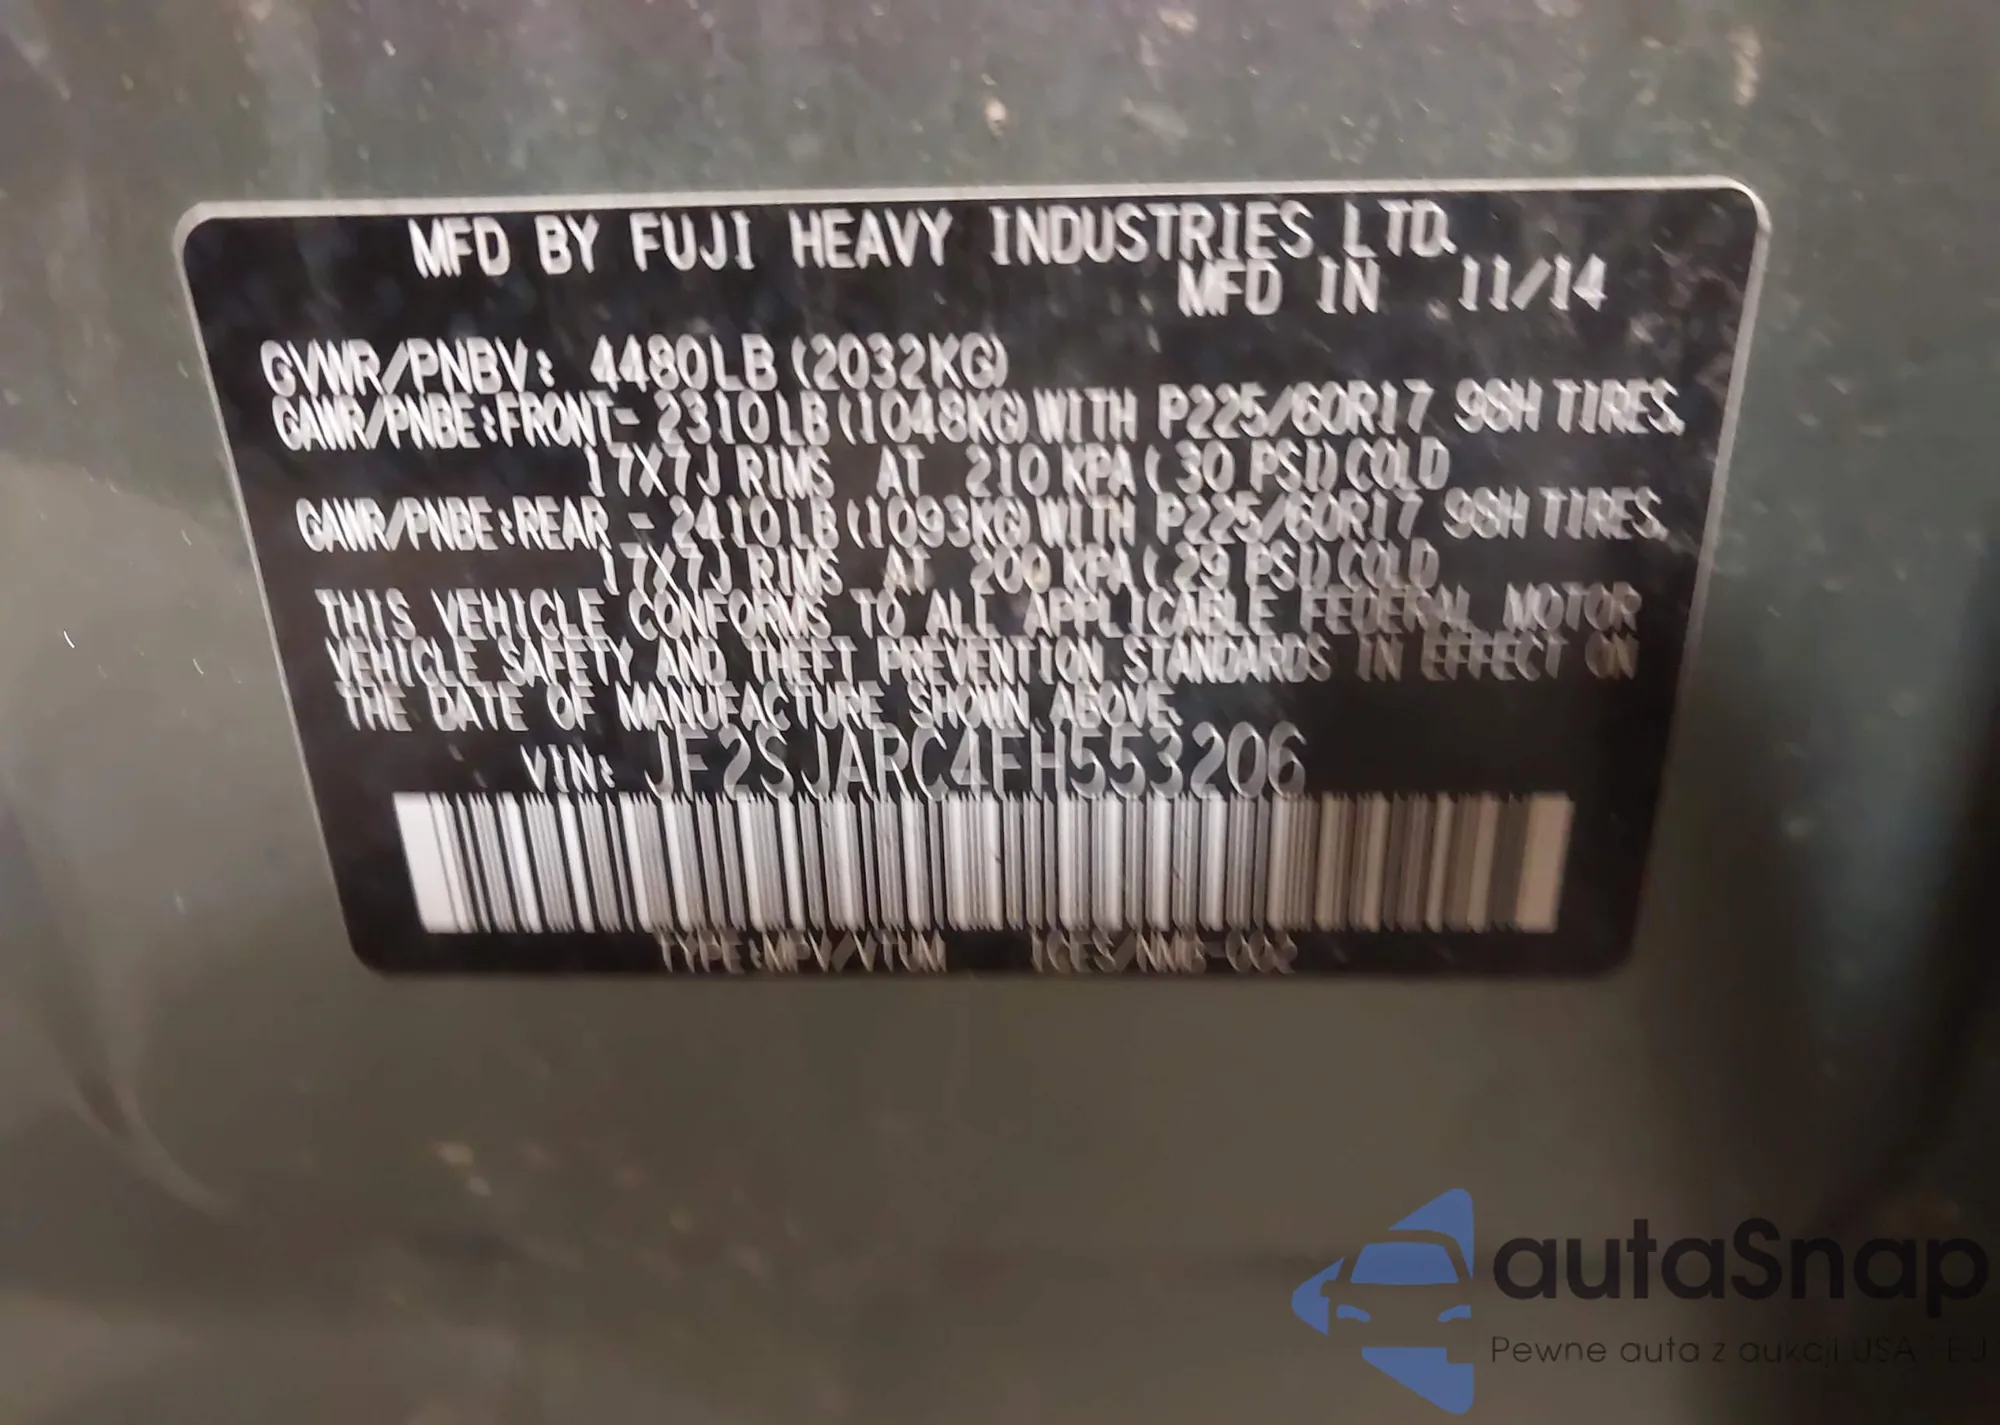 MFD BY FUJI HEAVY INDUSTRIES LTD.
MFD IN 11/14
GVWR/PNBV: 4480LB (2032KG)
GAWR/PNBE:FRONT- 2310LB(1048KG)WITH P225/60R17 98H TIRES,
17X7J RIMS AT 210 KPA( 30 PSI)COLD
GAWR/PNBE:REAR - 2410LB(1093KG)WITH P225/60R17 98H TIRES,
17X7J RIMS AT 200 KPA( 29 PSI)COLD
THIS VEHICLE CONFORMS TO ALL APPLICABLE FEDERAL MOTOR
VEHICLE SAFETY AND THEFT PREVENTION STANDARDS IN EFFECT ON
THE DATE OF MANUFACTURE SHOWN ABOVE.
VIN: JF2SJARC4FH553206
TYPE:MPV/VTUM
autaSnap
Pewne auta z aukcji USA i EU